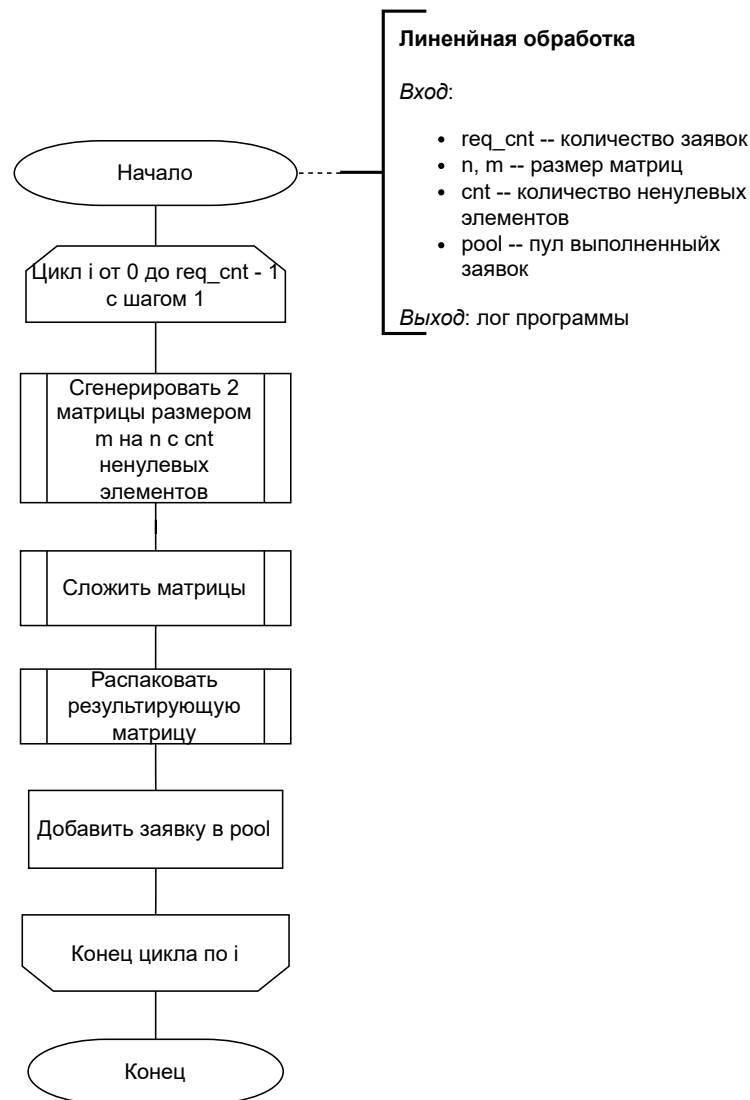 Линенйная обработка
Вход:
req_cnt -- количество заявок
n, m -- размер матриц
cnt -- количество ненулевых
элементов
pool -- пул выполненныйх
заявок
Выход: лог программы
Начало
Цикл i от 0 до req_cnt - 1
с шагом 1
Сгенерировать 2
матрицы размером
m на n с cnt
ненулевых
элементов
Сложить матрицы
Распаковать
результирующую
матрицу
Добавить заявку в pool
Конец цикла по i
Конец